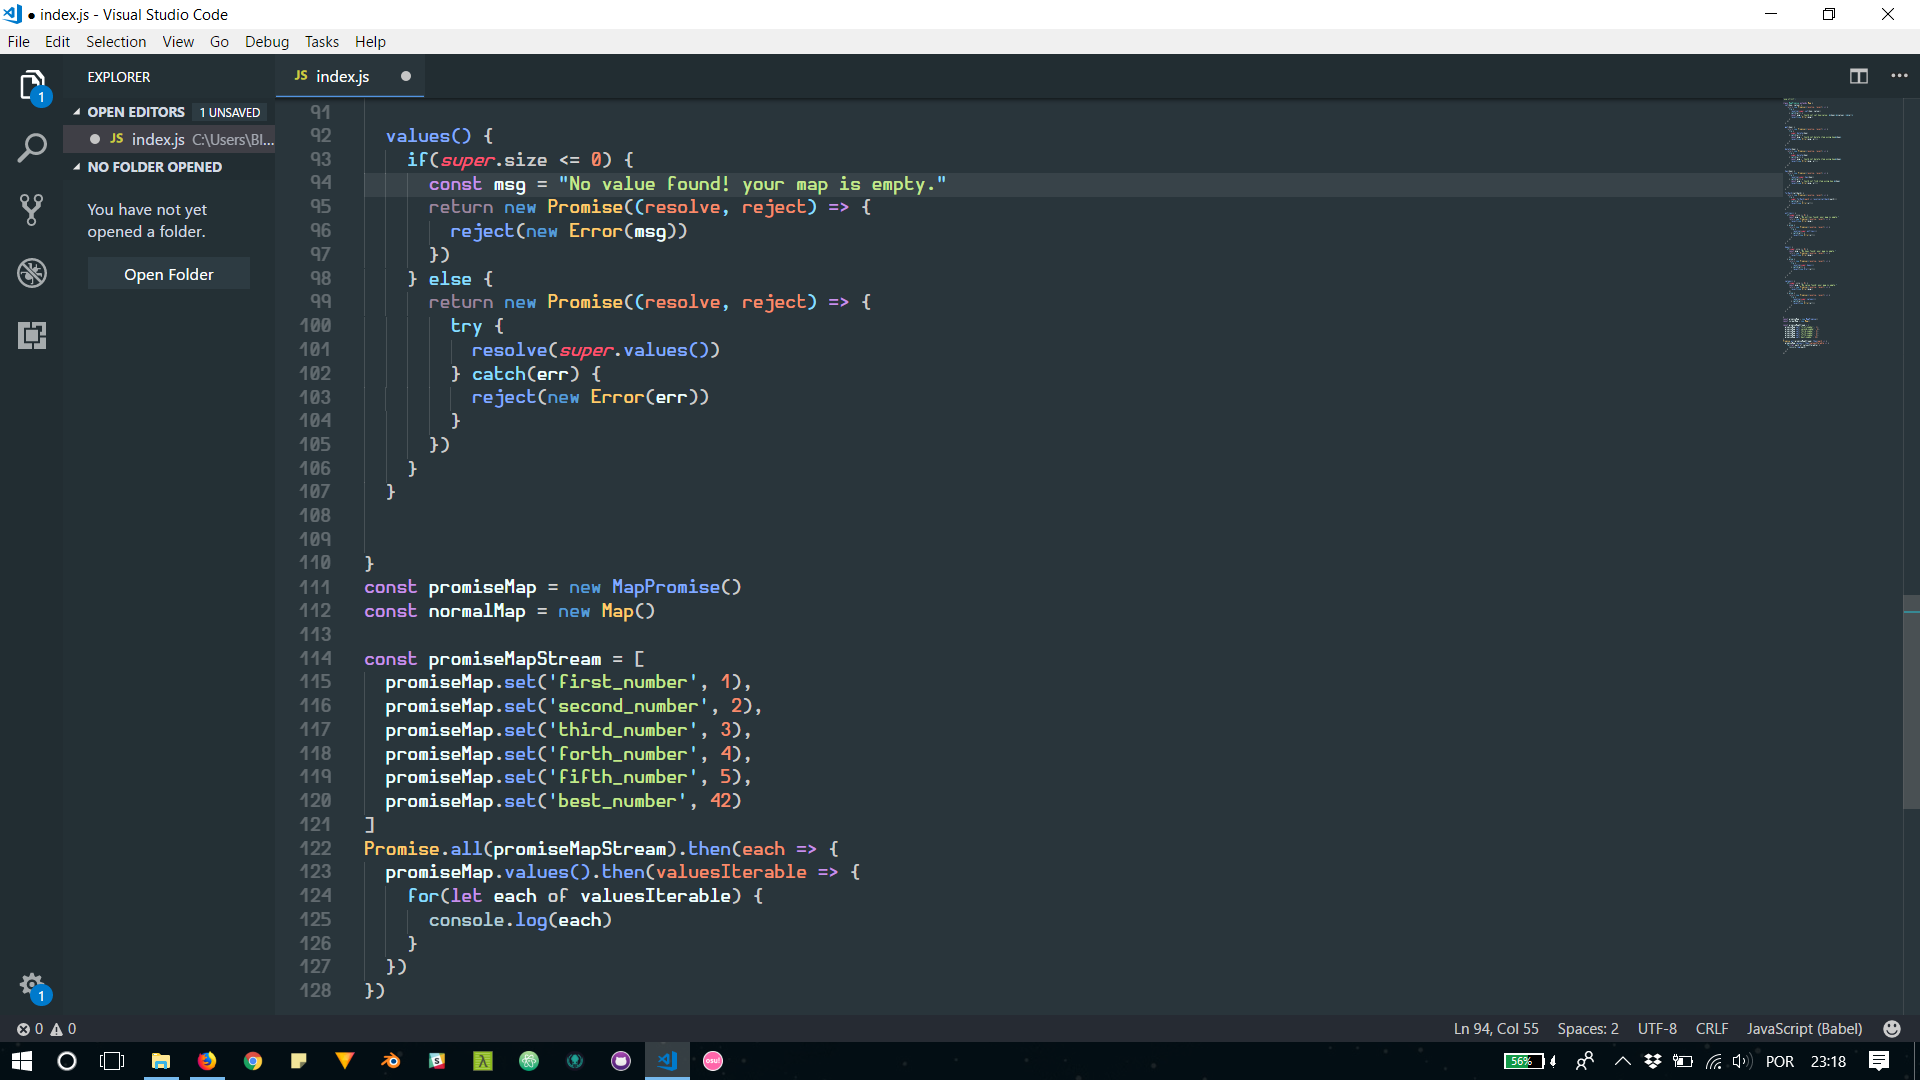 ● index.js - Visual Studio Code
File Edit Selection View Go Debug Tasks Help
EXPLORER
OPEN EDITORS 1 UNSAVED
● JS index.js C:\Users\Bl...
NO FOLDER OPENED
You have not yet
opened a folder.
Open Folder
1
1
JS index.js ●
91
92 values() {
93 if(super.size <= 0) {
94 const msg = "No value found! your map is empty."
95 return new Promise((resolve, reject) => {
96 reject(new Error(msg))
97 })
98 } else {
99 return new Promise((resolve, reject) => {
100 try {
101 resolve(super.values())
102 } catch(err) {
103 reject(new Error(err))
104 }
105 })
106 }
107 }
108
109
110 }
111 const promiseMap = new MapPromise()
112 const normalMap = new Map()
113
114 const promiseMapStream = [
115 promiseMap.set('first_number', 1),
116 promiseMap.set('second_number', 2),
117 promiseMap.set('third_number', 3),
118 promiseMap.set('forth_number', 4),
119 promiseMap.set('fifth_number', 5),
120 promiseMap.set('best_number', 42)
121 ]
122 Promise.all(promiseMapStream).then(each => {
123 promiseMap.values().then(valuesIterable => {
124 for(let each of valuesIterable) {
125 console.log(each)
126 }
127 })
128 })
0 0 Ln 94, Col 55 Spaces: 2 UTF-8 CRLF JavaScript (Babel)
osu! 56% POR 23:18